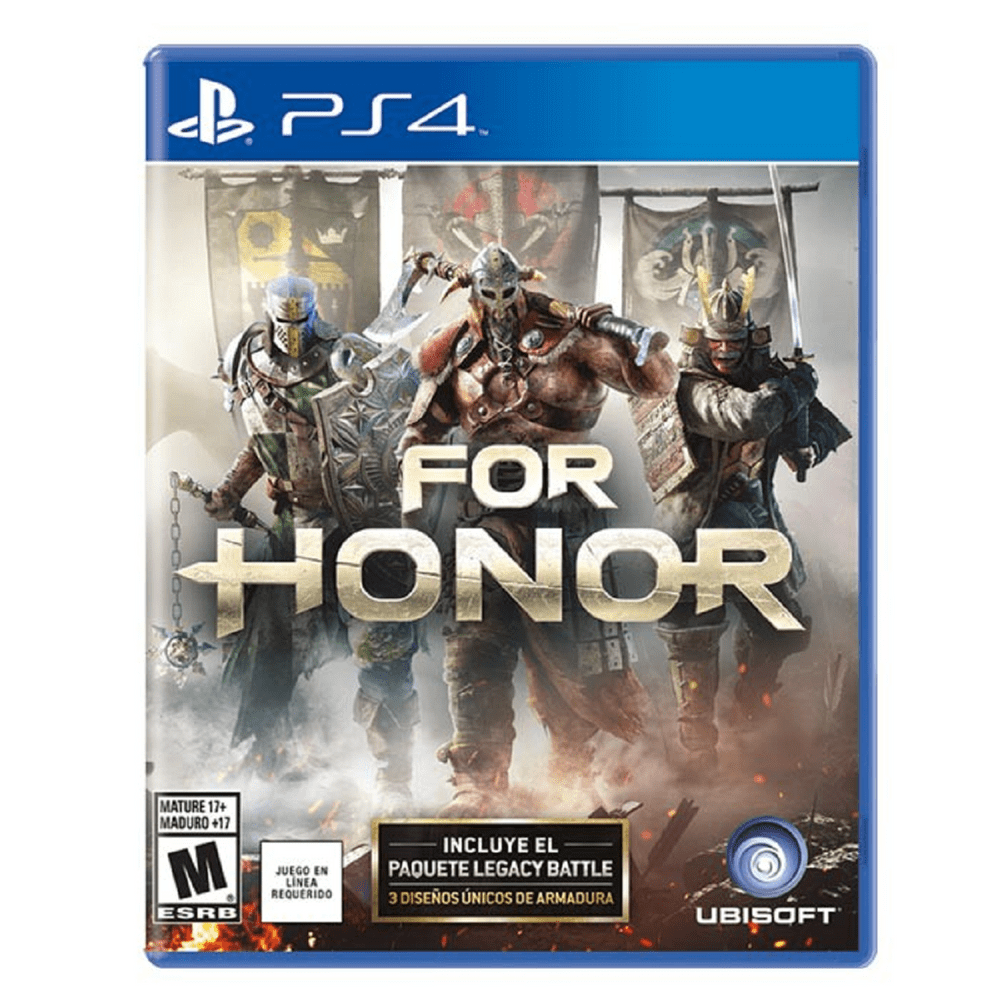 PS4
FOR
HONOR
MATURE 17+
MADURO +17
M
ESRB
JUEGO EN
LÍNEA
REQUERIDO
INCLUYE EL
PAQUETE LEGACY BATTLE
3 DISEÑOS ÚNICOS DE ARMADURA
UBISOFT